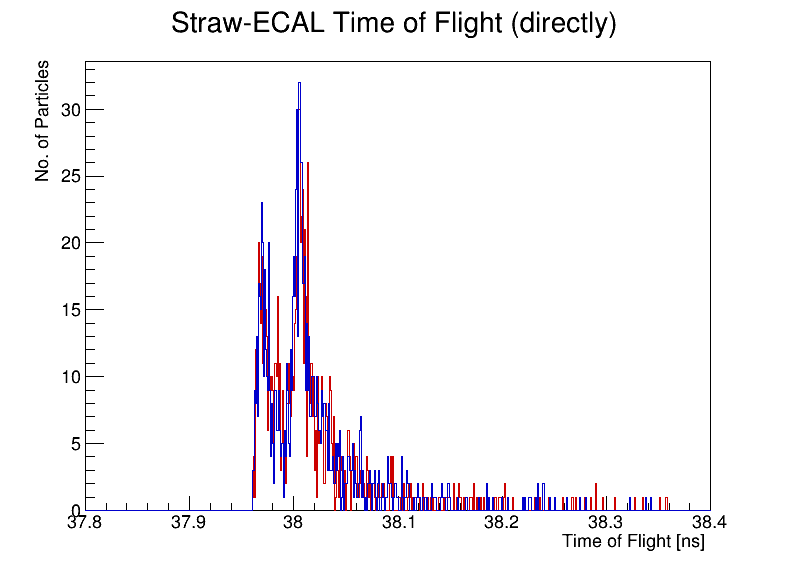 Straw-ECAL Time of Flight (directly)
No. of Particles
30
25
20
15
10
5
0
37.8 37.9 38 38.1 38.2 38.3 38.4
Time of Flight [ns]